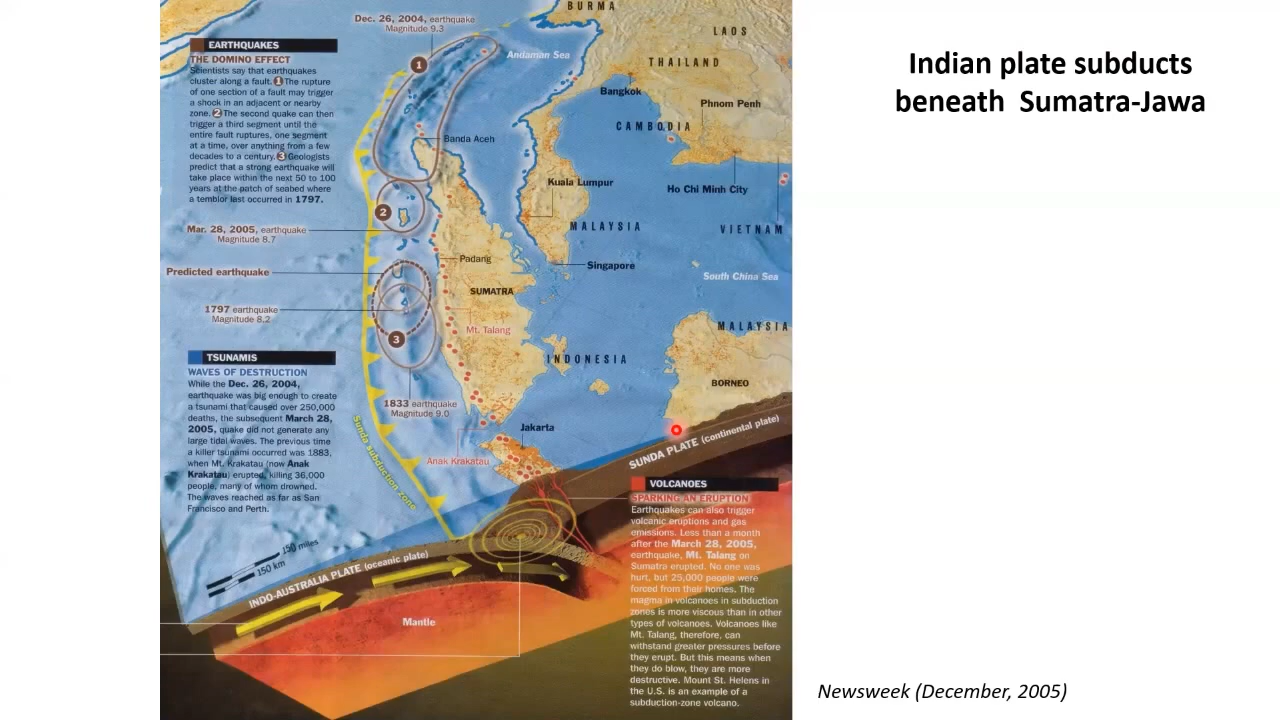 Indian plate subducts
beneath Sumatra-Jawa
EARTHQUAKES
THE DOMINO EFFECT
Scientists say that earthquakes
cluster along a fault. 1 The rupture
of one section of a fault may trigger
a shock in an adjacent or nearby
zone. 2 The second quake can then
trigger a third segment until the
entire fault ruptures, one segment
at a time, over anything from a few
decades to a century. 3 Geologists
predict that a strong earthquake will
take place within the next 50 to 100
years at the patch of seabed where
a temblor last occurred in 1797.
Dec. 26, 2004, earthquake
Magnitude 9.3
1
Mar. 28, 2005, earthquake
Magnitude 8.7
2
Predicted earthquake
1797 earthquake
Magnitude 8.2
3
1833 earthquake
Magnitude 9.0
BURMA
LAOS
Andaman Sea
THAILAND
Bangkok
Phnom Penh
CAMBODIA
Banda Aceh
Kuala Lumpur
Ho Chi Minh City
MALAYSIA
VIETNAM
Padang
Singapore
South China Sea
SUMATRA
Mt. Talang
MALAYSIA
INDONESIA
BORNEO
Jakarta
Anak Krakatau
Sunda subduction zone
TSUNAMIS
WAVES OF DESTRUCTION
While the Dec. 26, 2004,
earthquake was big enough to create
a tsunami that caused over 250,000
deaths, the subsequent March 28,
2005, quake did not generate any
large tidal waves. The previous time
a killer tsunami occurred was 1883,
when Mt. Krakatau (now Anak
Krakatau) erupted, killing 36,000
people, many of whom drowned.
The waves reached as far as San
Francisco and Perth.
150 miles
150 km
INDO-AUSTRALIA PLATE (oceanic plate)
SUNDA PLATE (continental plate)
Mantle
VOLCANOES
SPARKING AN ERUPTION
Earthquakes can also trigger
volcanic eruptions and gas
emissions. Less than a month
after the March 28, 2005,
earthquake, Mt. Talang on
Sumatra erupted. No one was
hurt, but 25,000 people were
forced from their homes. The
magma in volcanoes in subduction
zones is more viscous than in other
types of volcanoes. Volcanoes like
Mt. Talang, therefore, can
withstand greater pressures before
they erupt. But this means when
they do blow, they are more
destructive. Mount St. Helens in
the U.S. is an example of a
subduction-zone volcano.
Newsweek (December, 2005)